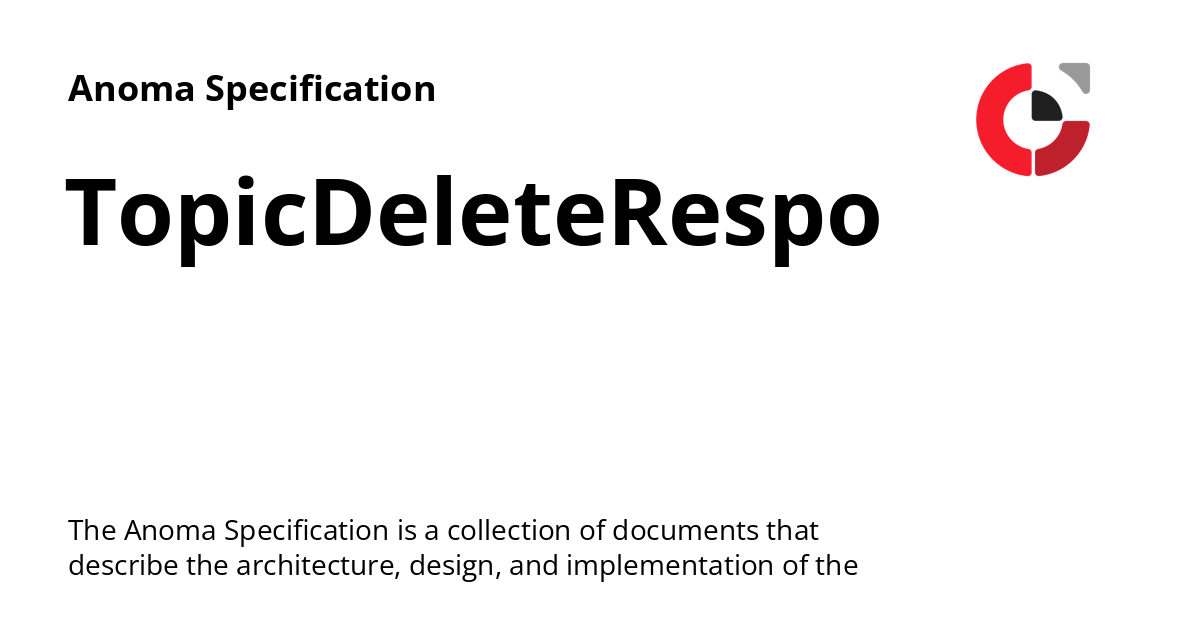 Anoma Specification
TopicDeleteRespo
The Anoma Specification is a collection of documents that
describe the architecture, design, and implementation of the